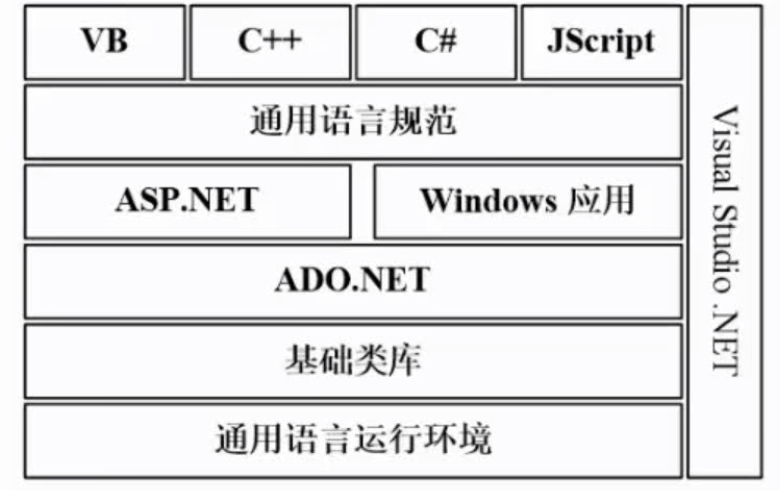 VB C++ C# JScript
通用语言规范
ASP.NET Windows 应用
ADO.NET
基础类库
通用语言运行环境
Visual Studio .NET